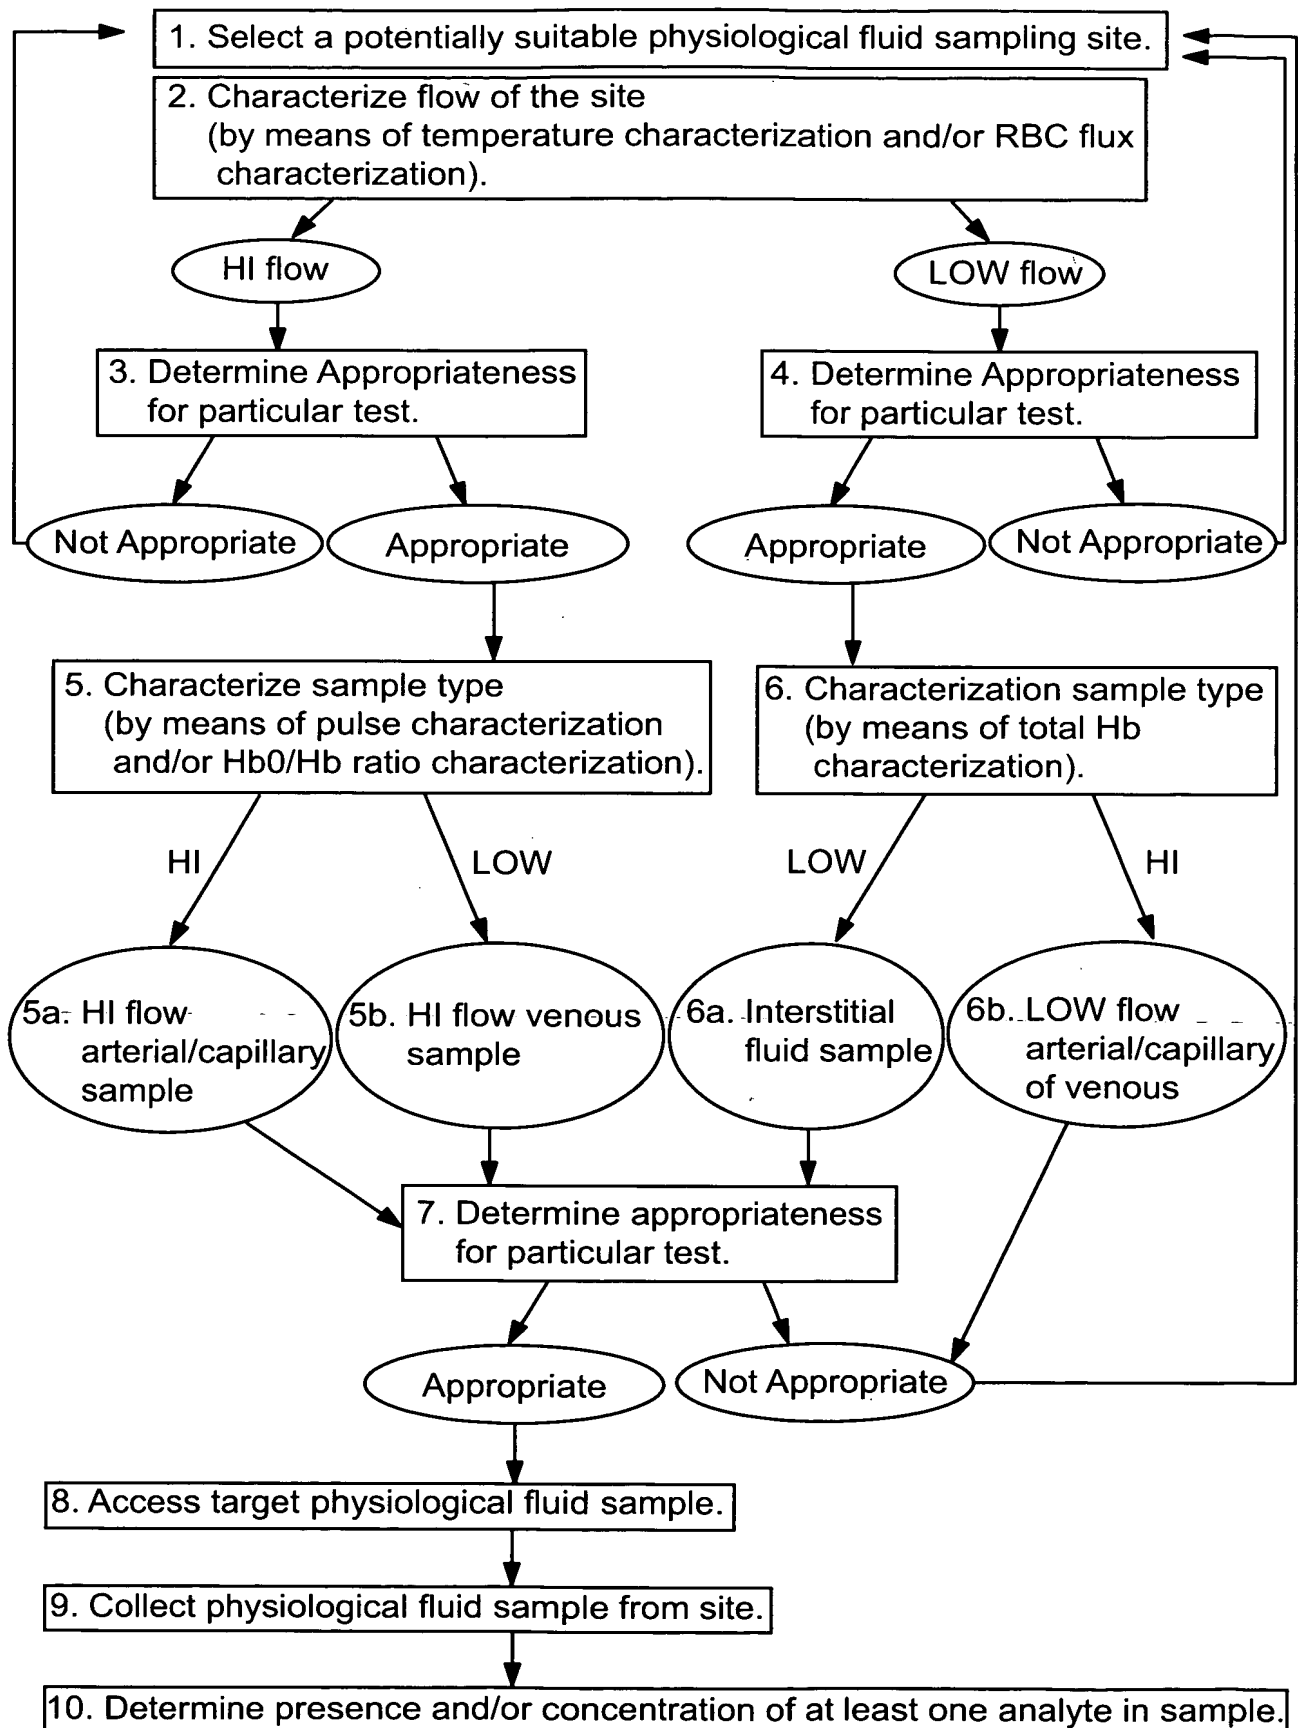 1. Select a potentially suitable physiological fluid sampling site.
2. Characterize flow of the site
(by means of temperature characterization and/or RBC flux
characterization).
HI flow
LOW flow
3. Determine Appropriateness
for particular test.
4. Determine Appropriateness
for particular test.
Not Appropriate
Appropriate
Appropriate
Not Appropriate
5. Characterize sample type
(by means of pulse characterization
and/or Hb0/Hb ratio characterization).
6. Characterization sample type
(by means of total Hb
characterization).
HI
LOW
LOW
HI
5a. HI flow
arterial/capillary
sample
5b. HI flow venous
sample
6a. Interstitial
fluid sample
6b. LOW flow
arterial/capillary
of venous
7. Determine appropriateness
for particular test.
Appropriate
Not Appropriate
8. Access target physiological fluid sample.
9. Collect physiological fluid sample from site.
10. Determine presence and/or concentration of at least one analyte in sample.